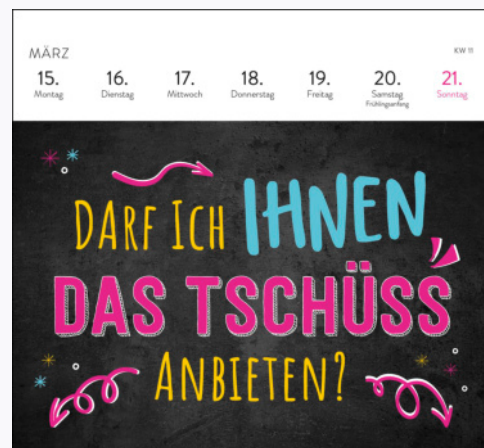 MÄRZ KW 11
15. 16. 17. 18. 19. 20. 21.
Montag Dienstag Mittwoch Donnerstag Freitag Samstag Sonntag
Frühlingsanfang
DARF ICH IHNEN
DAS TSCHÜSS
ANBIETEN?